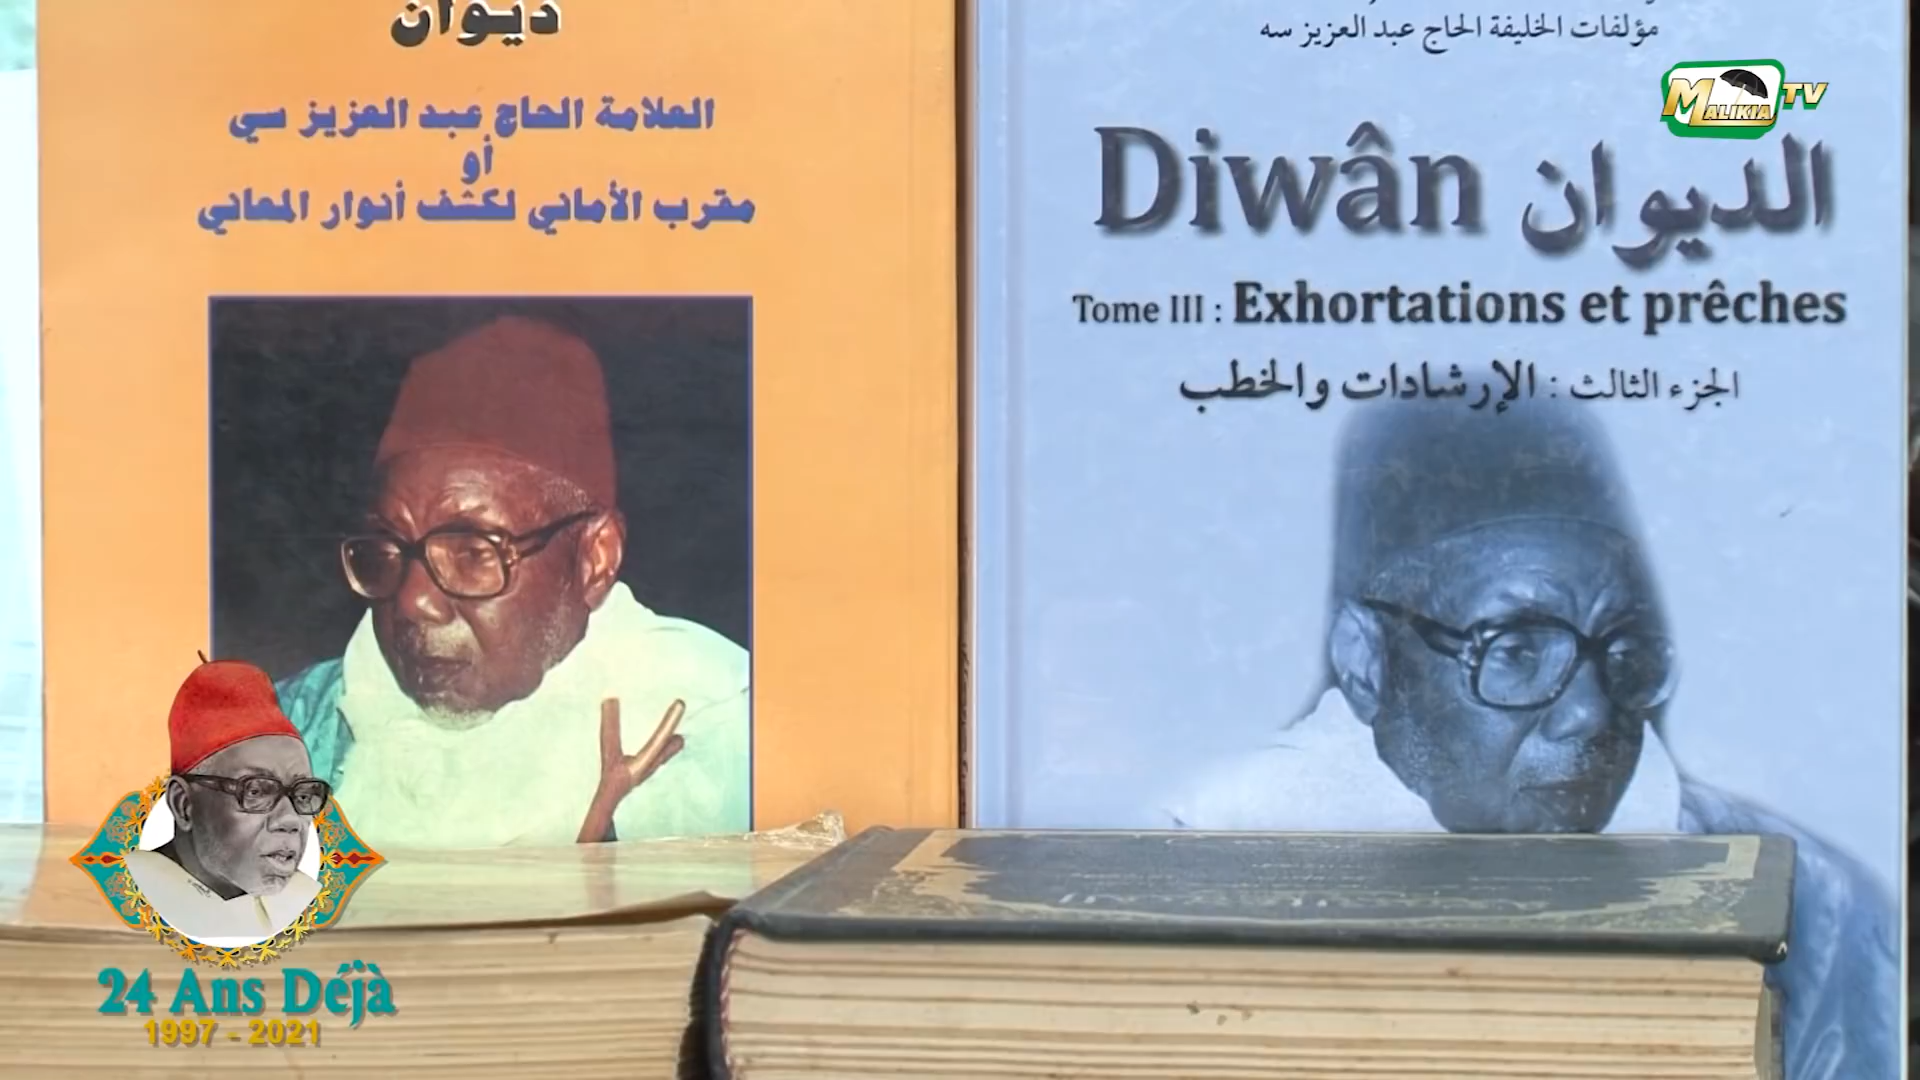 ديوان
العلامة الحاج عبد العزيز سي
أو
مقرب الأماني لكشف أنوار المعاني
مؤلفات الخليفة الحاج عبد العزيز سه
Diwân الديوان
Tome III : Exhortations et prêches
الجزء الثالث : الإرشادات والخطب
MALIKIA TV
24 Ans Déjà
1997 - 2021